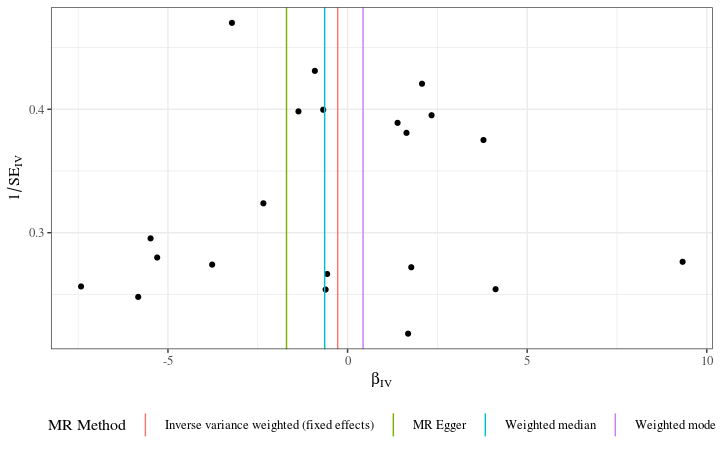 0.4
0.3
1/SE_IV
-5 0 5 10
β_IV
MR Method Inverse variance weighted (fixed effects) MR Egger Weighted median Weighted mode